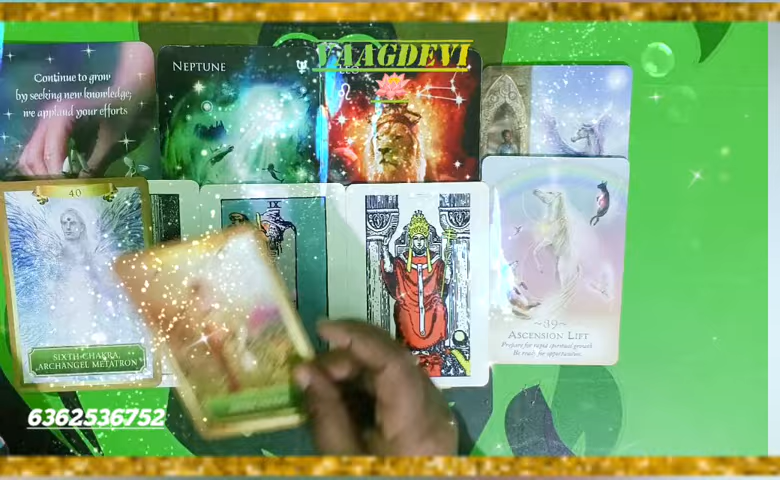 VAAGDEVI
Continue to grow
by seeking new knowledge;
we applaud your efforts
NEPTUNE
40
IX
SIXTH CHAKRA,
ARCHANGEL METATRON
~39~
ASCENSION LIFT
Prepare for rapid spiritual growth.
Be ready for opportunities.
6362536752